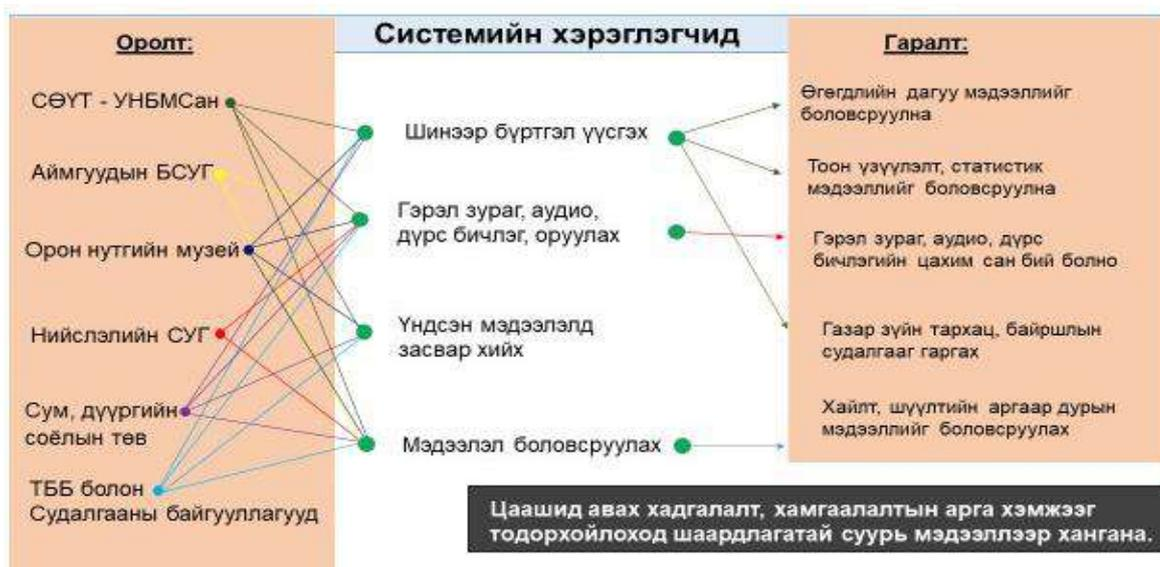 Системийн хэрэглэгчид
Оролт:
СӨҮТ - УНБМСан
Аймгуудын БСУГ
Орон нутгийн музей
Нийслэлийн СУГ
Сум, дүүргийн
соёлын төв
ТББ болон
Судалгааны байгууллагууд
Шинээр бүртгэл үүсгэх
Гэрэл зураг, аудио,
дүрс бичлэг, оруулах
Үндсэн мэдээлэлд
засвар хийх
Мэдээлэл боловсруулах
Гаралт:
Өгөгдлийн дагуу мэдээллийг
боловсруулна
Тоон үзүүлэлт, статистик
мэдээллийг боловсруулна
Гэрэл зураг, аудио, дүрс
бичлэгийн цахим сан бий болно
Газар зүйн тархац, байршлын
судалгааг гаргах
Хайлт, шүүлтийн аргаар дурын
мэдээллийг боловсруулах
Цаашид авах хадгалалт, хамгаалалтын арга хэмжээг
тодорхойлоход шаардлагатай суурь мэдээллээр хангана.